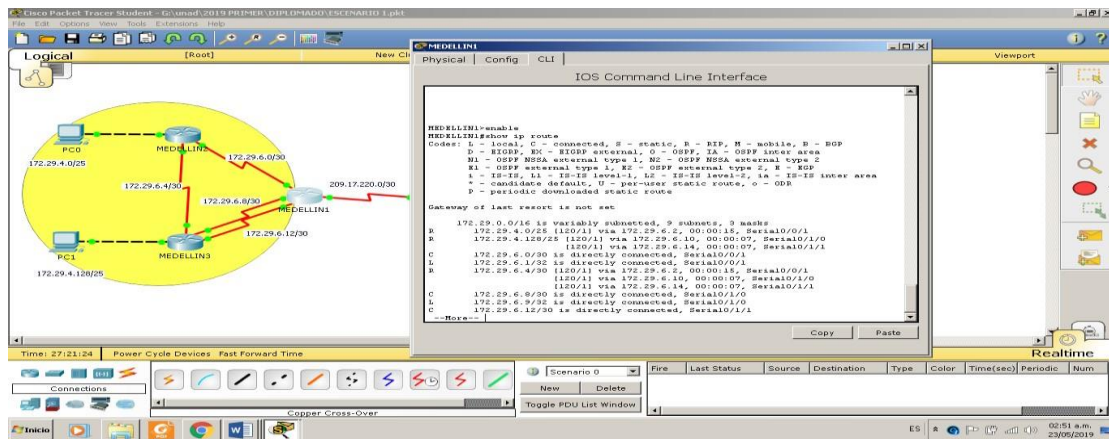 Cisco Packet Tracer Student - G:\unad\2019 PRIMER\DIPLOMADO\ESCENARIO 1.pkt
File Edit Options View Tools Extensions Help
Logical
[Root]
New Cl
Viewport
PC0
172.29.4.0/25
MEDELLIN2
172.29.6.0/30
172.29.6.4/30
172.29.6.8/30
209.17.220.0/30
MEDELLIN1
172.29.6.12/30
PC1
MEDELLIN3
172.29.4.128/25
MEDELLIN1
Physical Config CLI
IOS Command Line Interface
MEDELLIN1>enable
MEDELLIN1#show ip route
Codes: L - local, C - connected, S - static, R - RIP, M - mobile, B - BGP
D - EIGRP, EX - EIGRP external, O - OSPF, IA - OSPF inter area
N1 - OSPF NSSA external type 1, N2 - OSPF NSSA external type 2
E1 - OSPF external type 1, E2 - OSPF external type 2, E - EGP
i - IS-IS, L1 - IS-IS level-1, L2 - IS-IS level-2, ia - IS-IS inter area
* - candidate default, U - per-user static route, o - ODR
P - periodic downloaded static route
Gateway of last resort is not set
172.29.0.0/16 is variably subnetted, 9 subnets, 3 masks
R 172.29.4.0/25 [120/1] via 172.29.6.2, 00:00:15, Serial0/0/1
R 172.29.4.128/25 [120/1] via 172.29.6.10, 00:00:07, Serial0/1/0
[120/1] via 172.29.6.14, 00:00:07, Serial0/1/1
C 172.29.6.0/30 is directly connected, Serial0/0/1
L 172.29.6.1/32 is directly connected, Serial0/0/1
R 172.29.6.4/30 [120/1] via 172.29.6.2, 00:00:15, Serial0/0/1
[120/1] via 172.29.6.10, 00:00:07, Serial0/1/0
[120/1] via 172.29.6.14, 00:00:07, Serial0/1/1
C 172.29.6.8/30 is directly connected, Serial0/1/0
L 172.29.6.9/32 is directly connected, Serial0/1/0
C 172.29.6.12/30 is directly connected, Serial0/1/1
--More--
Copy Paste
Time: 27:21:24 Power Cycle Devices Fast Forward Time
Realtime
Connections
Copper Cross-Over
Scenario 0
New Delete
Toggle PDU List Window
Fire Last Status Source Destination Type Color Time(sec) Periodic Num
Inicio
ES
02:51 a.m.
23/05/2019